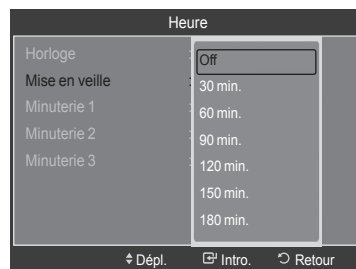 Heure
Horloge :
Mise en veille :
Minuterie 1 :
Minuterie 2 :
Minuterie 3 :
Off
30 min.
60 min.
90 min.
120 min.
150 min.
180 min.
Dépl. Intro. Retour